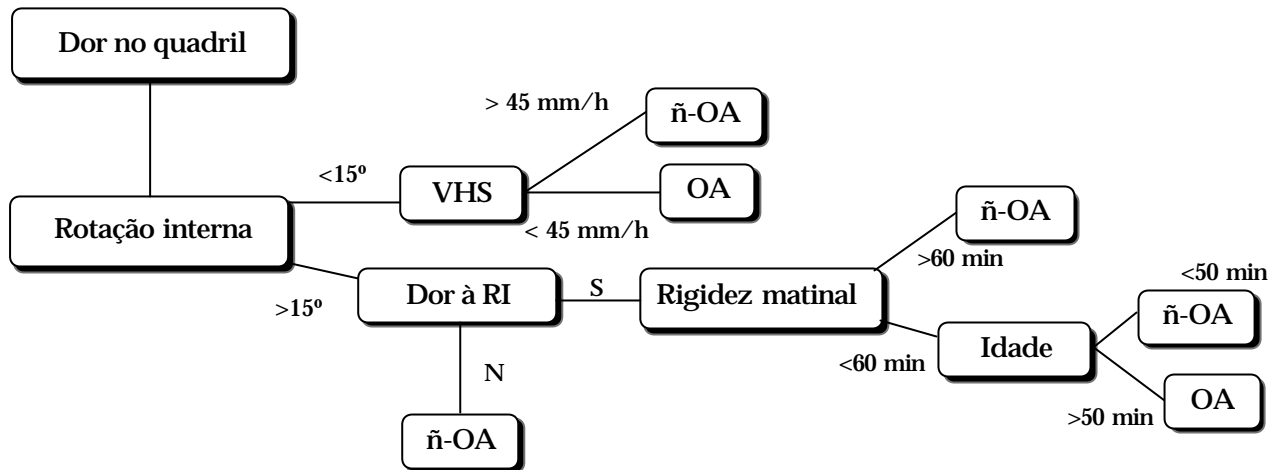 Dor no quadril
> 45 mm/h
ñ-OA
<15º
VHS
OA
< 45 mm/h
Rotação interna
ñ-OA
>60 min
>15º
Dor à RI
S
Rigidez matinal
<50 min
ñ-OA
<60 min
Idade
N
>50 min
OA
ñ-OA